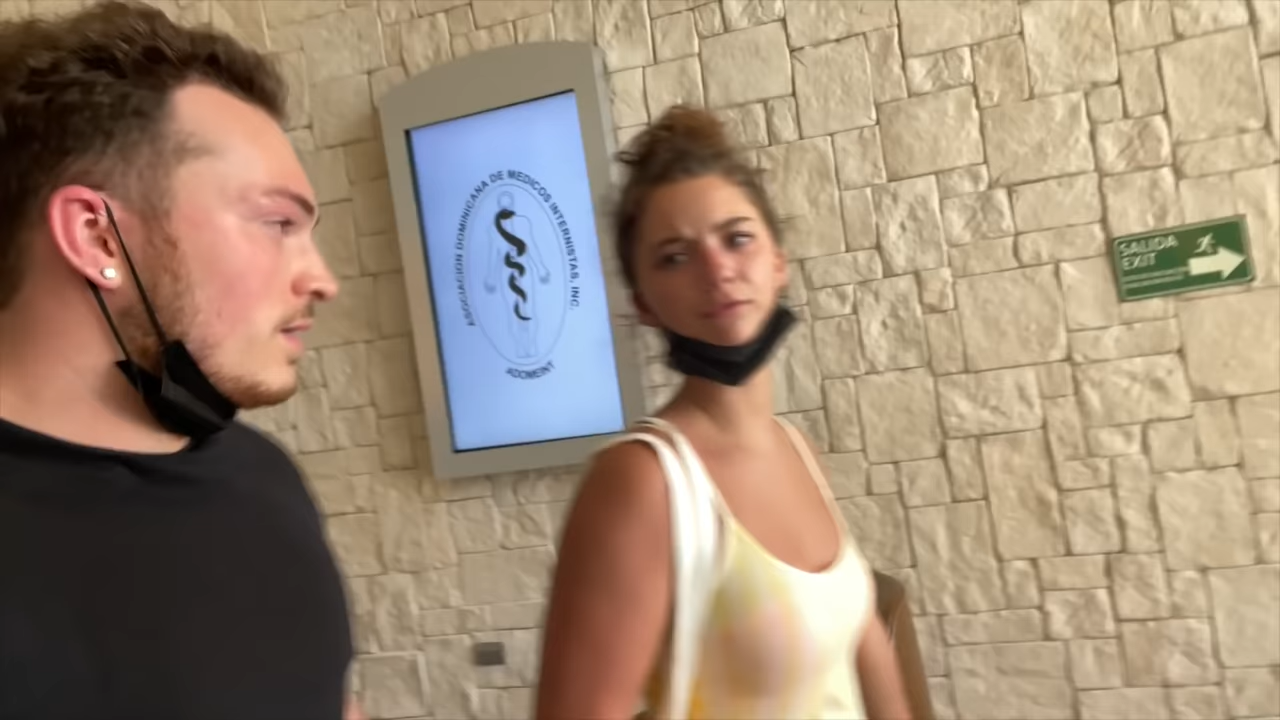 ASOCIACION DOMINICANA DE MEDICOS INTERNISTAS, INC.
ADOMEINT
SALIDA
EXIT